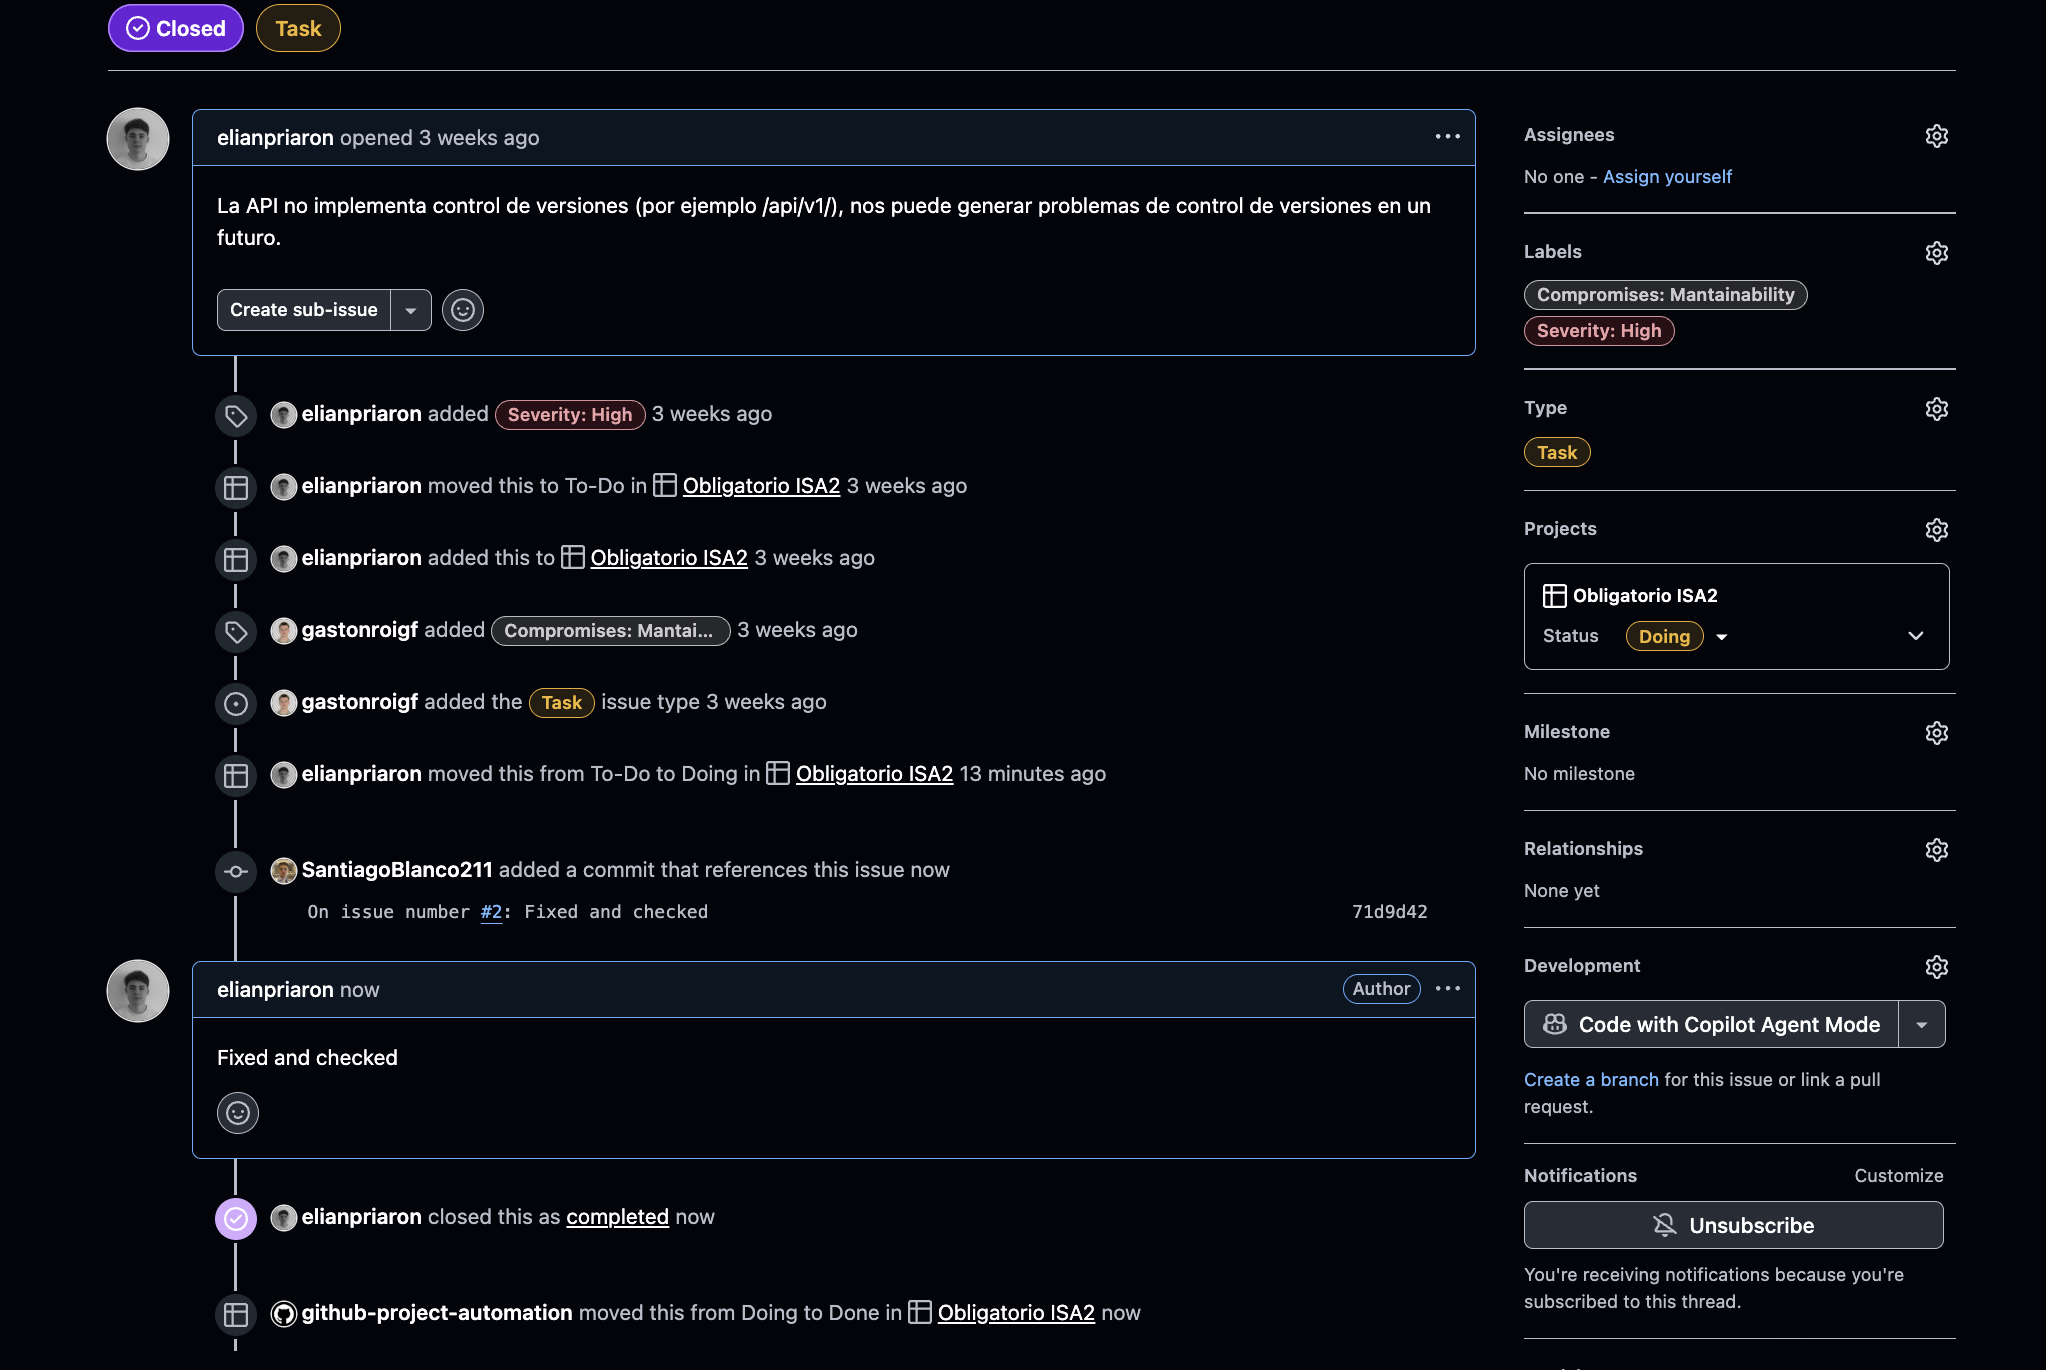 Closed Task
elianpriaron opened 3 weeks ago
La API no implementa control de versiones (por ejemplo /api/v1/), nos puede generar problemas de control de versiones en un
futuro.
Create sub-issue
elianpriaron added Severity: High 3 weeks ago
elianpriaron moved this to To-Do in Obligatorio ISA2 3 weeks ago
elianpriaron added this to Obligatorio ISA2 3 weeks ago
gastonroigf added Compromises: Mantai... 3 weeks ago
gastonroigf added the Task issue type 3 weeks ago
elianpriaron moved this from To-Do to Doing in Obligatorio ISA2 13 minutes ago
SantiagoBlanco211 added a commit that references this issue now
On issue number #2: Fixed and checked 71d9d42
elianpriaron now Author
Fixed and checked
elianpriaron closed this as completed now
github-project-automation moved this from Doing to Done in Obligatorio ISA2 now
Assignees
No one - Assign yourself
Labels
Compromises: Mantainability
Severity: High
Type
Task
Projects
Obligatorio ISA2
Status Doing
Milestone
No milestone
Relationships
None yet
Development
Code with Copilot Agent Mode
Create a branch for this issue or link a pull
request.
Notifications Customize
Unsubscribe
You're receiving notifications because you're
subscribed to this thread.